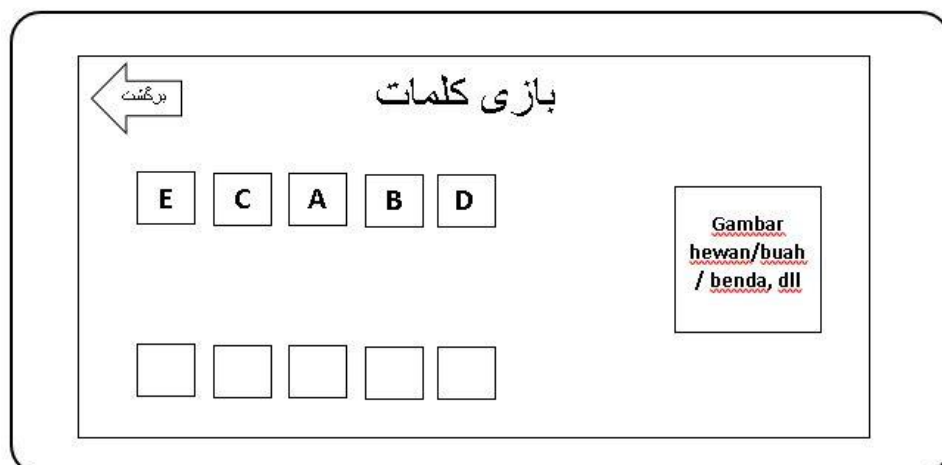 بازی کلمات
برگشت
E C A B D
Gambar
hewan/buah
/ benda, dll